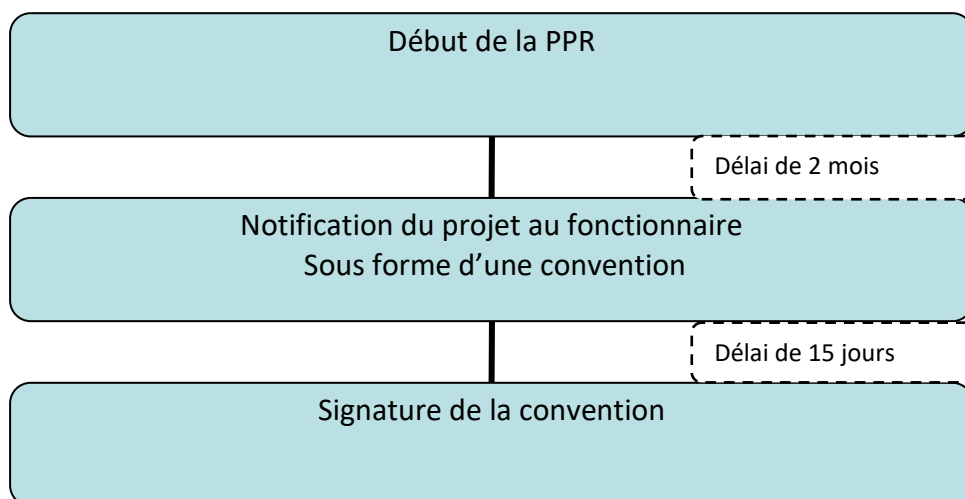 Début de la PPR
Délai de 2 mois
Notification du projet au fonctionnaire
Sous forme d’une convention
Délai de 15 jours
Signature de la convention